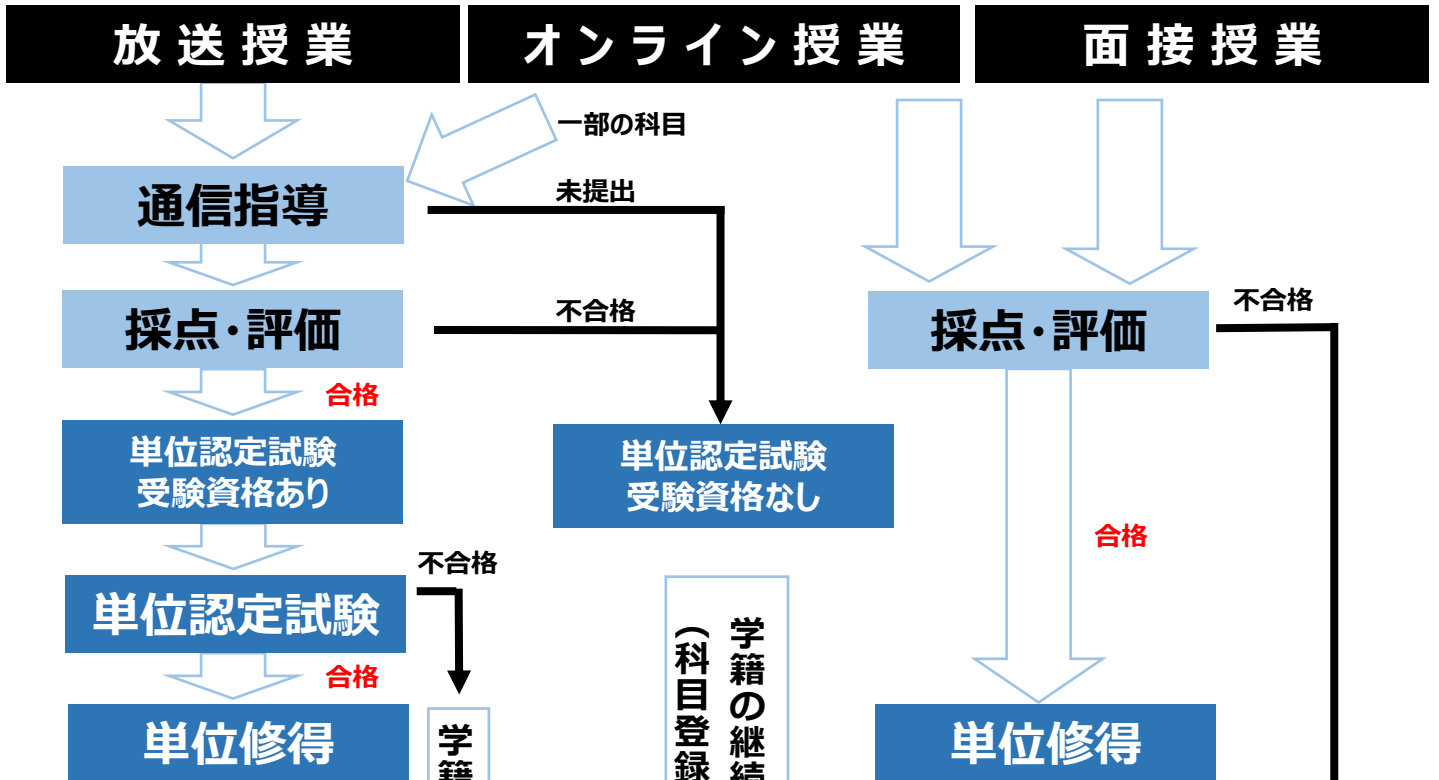 放送授業
オンライン授業
面接授業
一部の科目
通信指導
未提出
採点・評価
不合格
採点・評価
不合格
合格
単位認定試験
受験資格あり
単位認定試験
受験資格なし
合格
不合格
単位認定試験
合格
単位修得
学籍
学籍の継続
（科目登録
単位修得